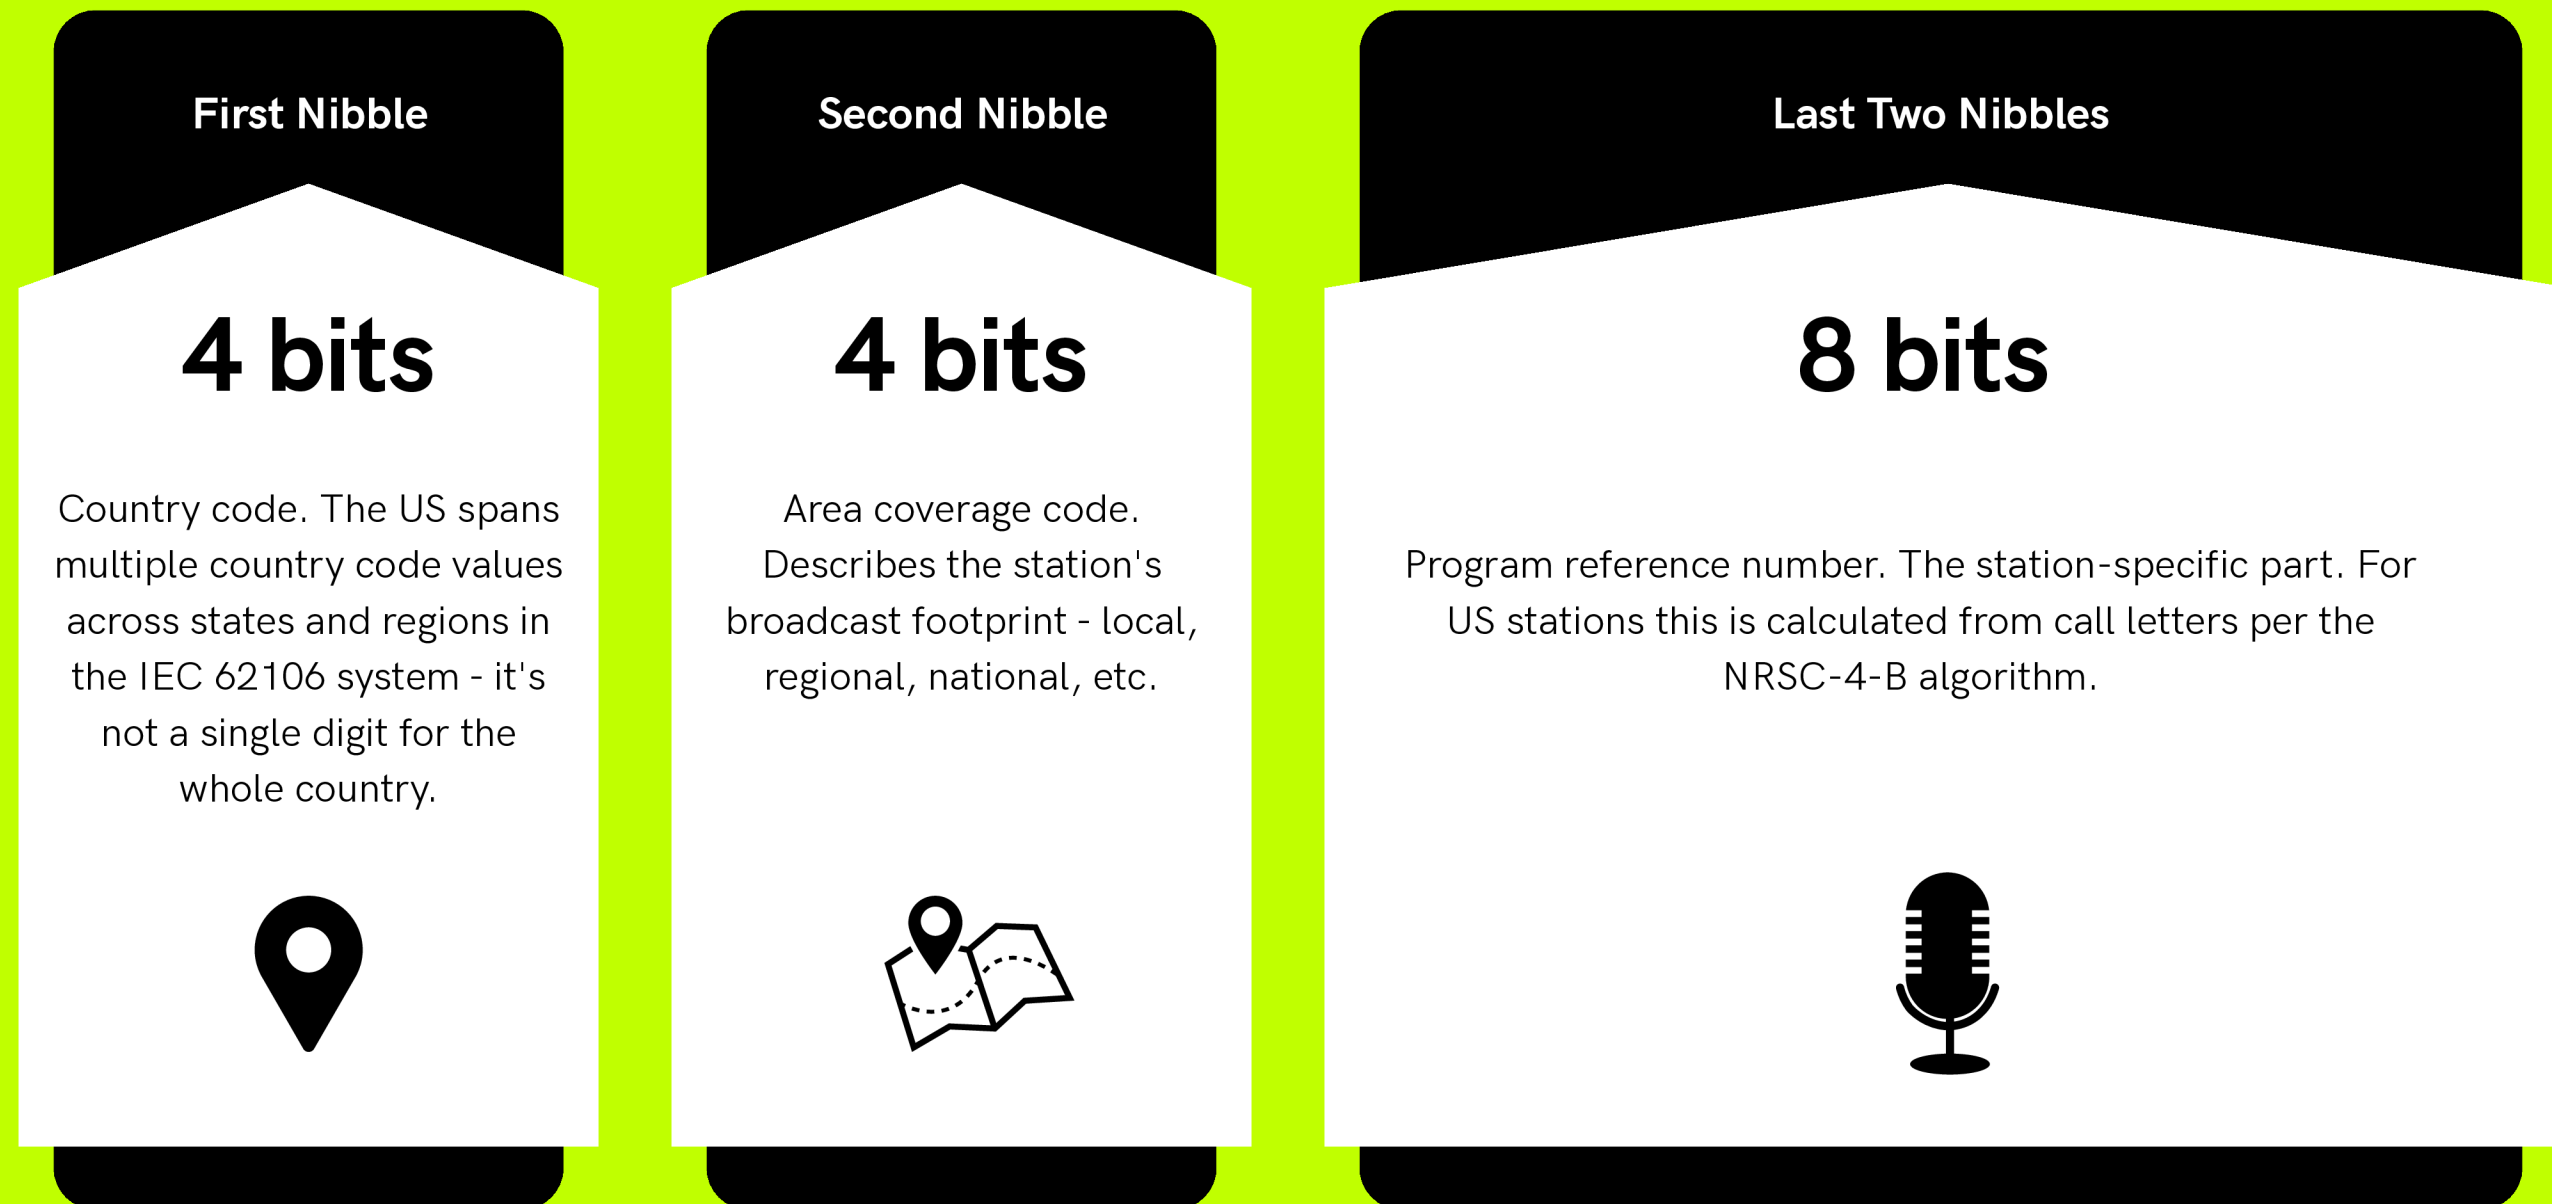 First Nibble
4 bits
Country code. The US spans
multiple country code values
across states and regions in
the IEC 62106 system - it's
not a single digit for the
whole country.
Second Nibble
4 bits
Area coverage code.
Describes the station's
broadcast footprint - local,
regional, national, etc.
Last Two Nibbles
8 bits
Program reference number. The station-specific part. For
US stations this is calculated from call letters per the
NRSC-4-B algorithm.